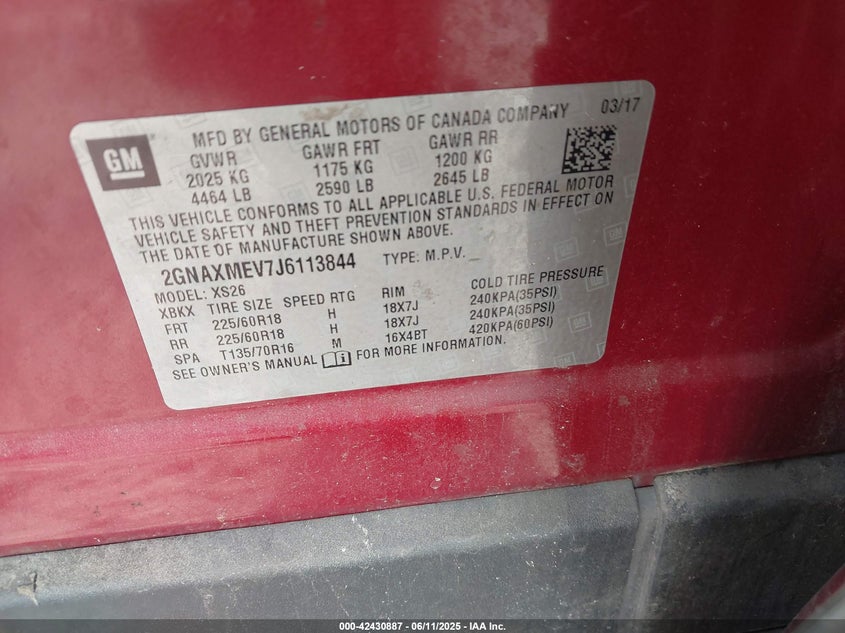 GM
MFD BY GENERAL MOTORS OF CANADA COMPANY 03/17
GVWR GAWR FRT GAWR RR
2025 KG 1175 KG 1200 KG
4464 LB 2590 LB 2645 LB
THIS VEHICLE CONFORMS TO ALL APPLICABLE U.S. FEDERAL MOTOR
VEHICLE SAFETY AND THEFT PREVENTION STANDARDS IN EFFECT ON
THE DATE OF MANUFACTURE SHOWN ABOVE.
2GNAXMEV7J6113844 TYPE: M.P.V._
MODEL: XS26
XBKX TIRE SIZE SPEED RTG RIM COLD TIRE PRESSURE
FRT 225/60R18 H 18X7J 240KPA(35PSI)
RR 225/60R18 H 18X7J 240KPA(35PSI)
SPA T135/70R16 M 16X4BT 420KPA(60PSI)
SEE OWNER'S MANUAL FOR MORE INFORMATION.
000-42430887 - 06/11/2025 - IAA Inc.